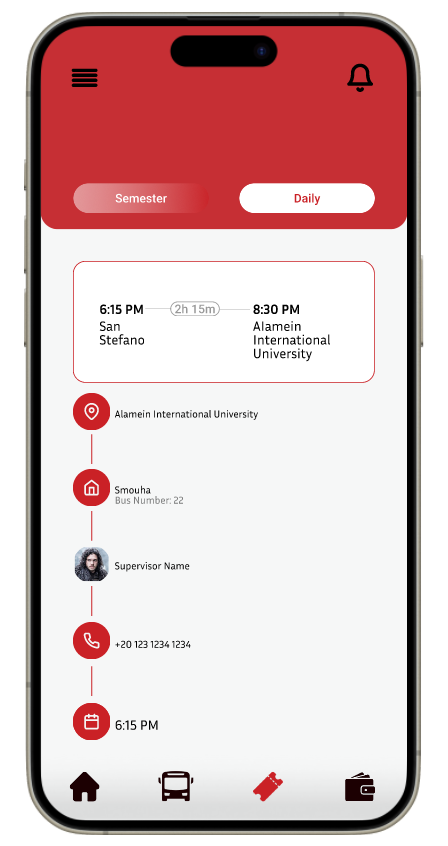 Semester
Daily
6:15 PM
2h 15m
8:30 PM
San
Stefano
Alamein
International
University
Alamein International University
Smouha
Bus Number: 22
Supervisor Name
+20 123 1234 1234
6:15 PM